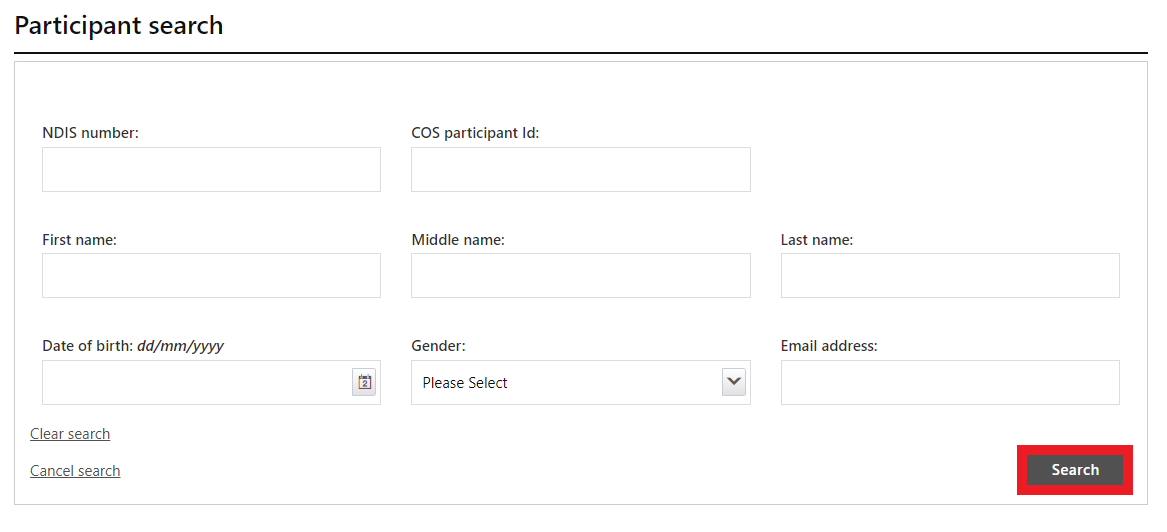 Participant search
NDIS number: COS participant Id:
First name: Middle name: Last name:
Date of birth: dd/mm/yyyy Gender: Email address:
2 Please Select
Clear search
Cancel search Search